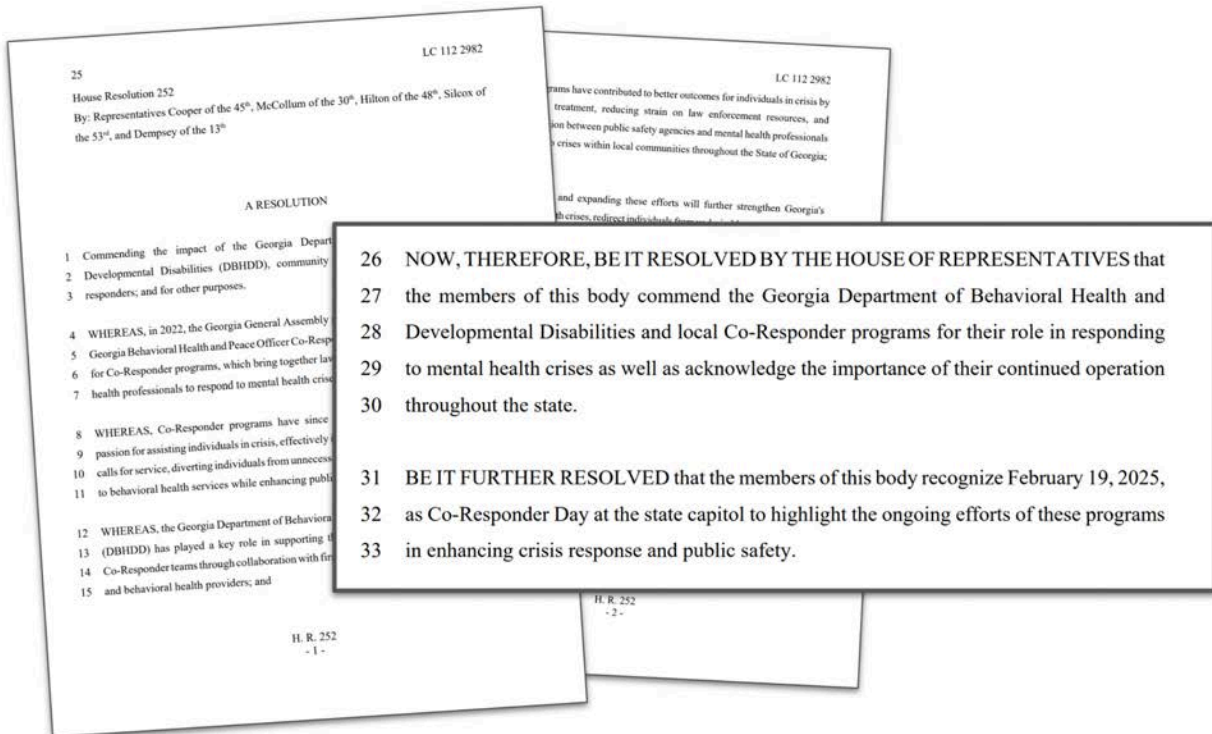 25
LC 112 2982
House Resolution 252
By: Representatives Cooper of the 45th, McCollum of the 30th, Hilton of the 48th, Silcox of
the 53rd, and Dempsey of the 13th
A RESOLUTION
1 Commending the impact of the Georgia Depart
2 Developmental Disabilities (DBHDD), community
3 responders; and for other purposes.
4 WHEREAS, in 2022, the Georgia General Assembly
5 Georgia Behavioral Health and Peace Officer Co-Resp
6 for Co-Responder programs, which bring together law
7 health professionals to respond to mental health crise
8 WHEREAS, Co-Responder programs have since
9 passion for assisting individuals in crisis, effectively
10 calls for service, diverting individuals from unnecess
11 to behavioral health services while enhancing publi
12 WHEREAS, the Georgia Department of Behaviora
13 (DBHDD) has played a key role in supporting t
14 Co-Responder teams through collaboration with fir
15 and behavioral health providers; and
H. R. 252
- 1 -
LC 112 2982
rams have contributed to better outcomes for individuals in crisis by
treatment, reducing strain on law enforcement resources, and
ion between public safety agencies and mental health professionals
crises within local communities throughout the State of Georgia;
and expanding these efforts will further strengthen Georgia's
th crises, redirect individuals
26 NOW, THEREFORE, BE IT RESOLVED BY THE HOUSE OF REPRESENTATIVES that
27 the members of this body commend the Georgia Department of Behavioral Health and
28 Developmental Disabilities and local Co-Responder programs for their role in responding
29 to mental health crises as well as acknowledge the importance of their continued operation
30 throughout the state.
31 BE IT FURTHER RESOLVED that the members of this body recognize February 19, 2025,
32 as Co-Responder Day at the state capitol to highlight the ongoing efforts of these programs
33 in enhancing crisis response and public safety.
H. R. 252
- 2 -